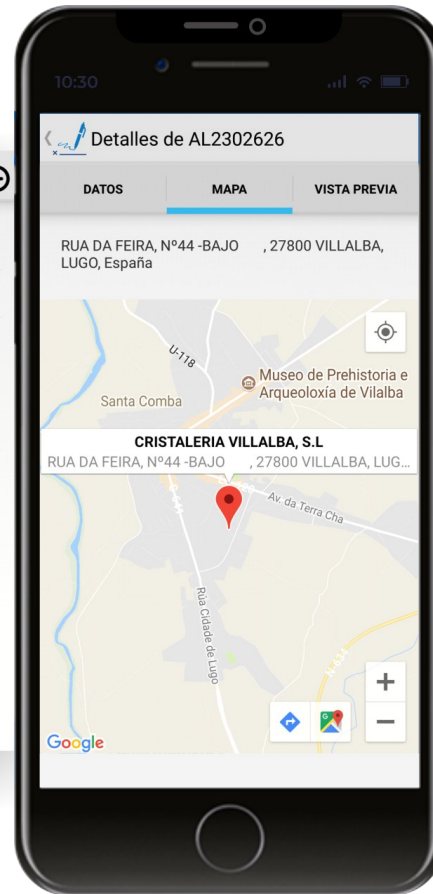 10:30
Detalles de AL2302626
DATOS MAPA VISTA PREVIA
RUA DA FEIRA, Nº44 -BAJO , 27800 VILLALBA,
LUGO, España
U-118
Museo de Prehistoria e
Arqueoloxía de Vilalba
Santa Comba
CRISTALERIA VILLALBA, S.L
RUA DA FEIRA, Nº44 -BAJO , 27800 VILLALBA, LUG...
Av. da Terra Cha
Rúa Cidade de Lugo
N-634
+
−
Google